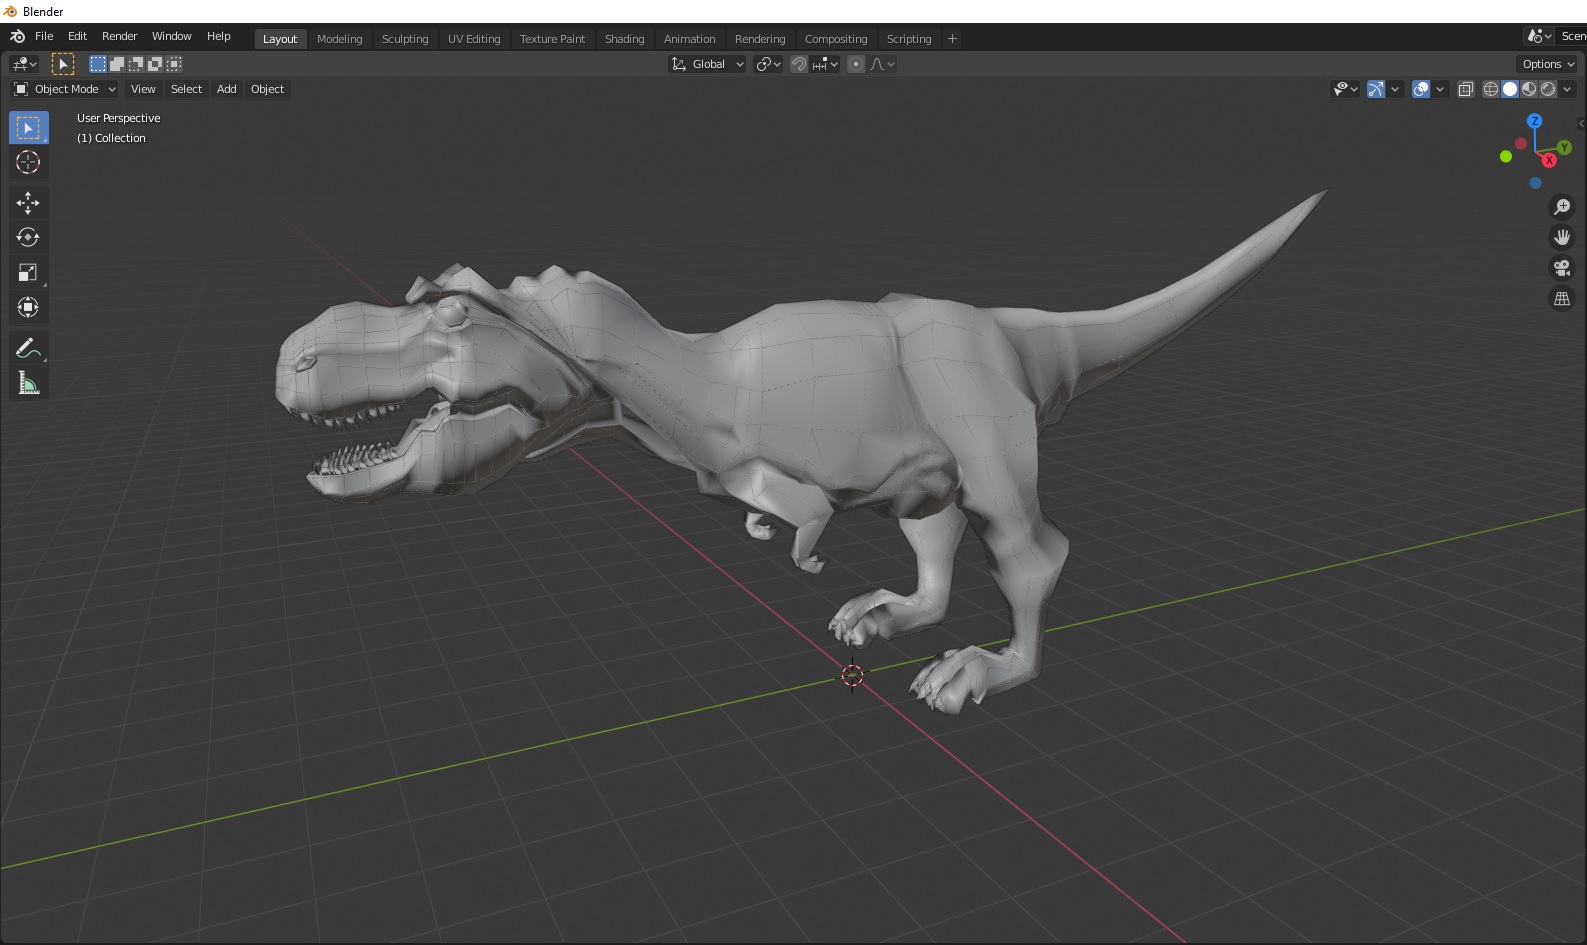 Blender
File Edit Render Window Help Layout Modeling Sculpting UV Editing Texture Paint Shading Animation Rendering Compositing Scripting + Scen
Global Options
Object Mode View Select Add Object
User Perspective
(1) Collection
Z
Y
X